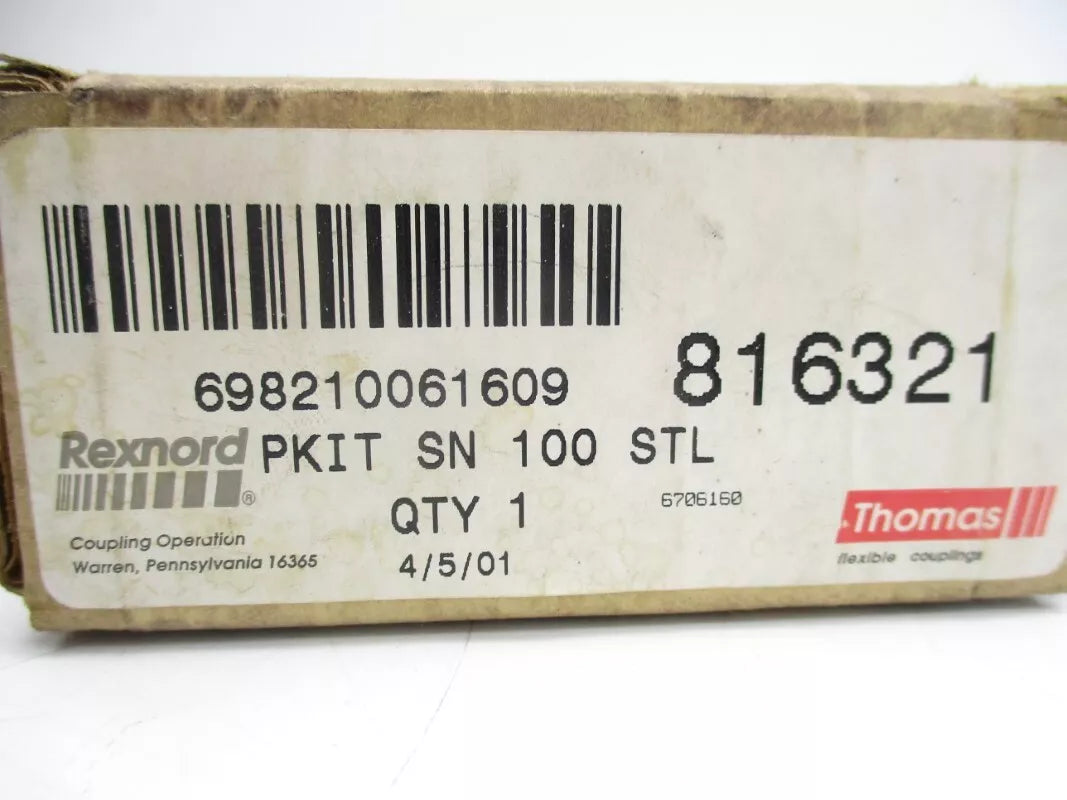 698210061609
816321
Rexnord ®
PKIT SN 100 STL
QTY 1
6706160
Thomas
flexible couplings
Coupling Operation
Warren, Pennsylvania 16365
4/5/01